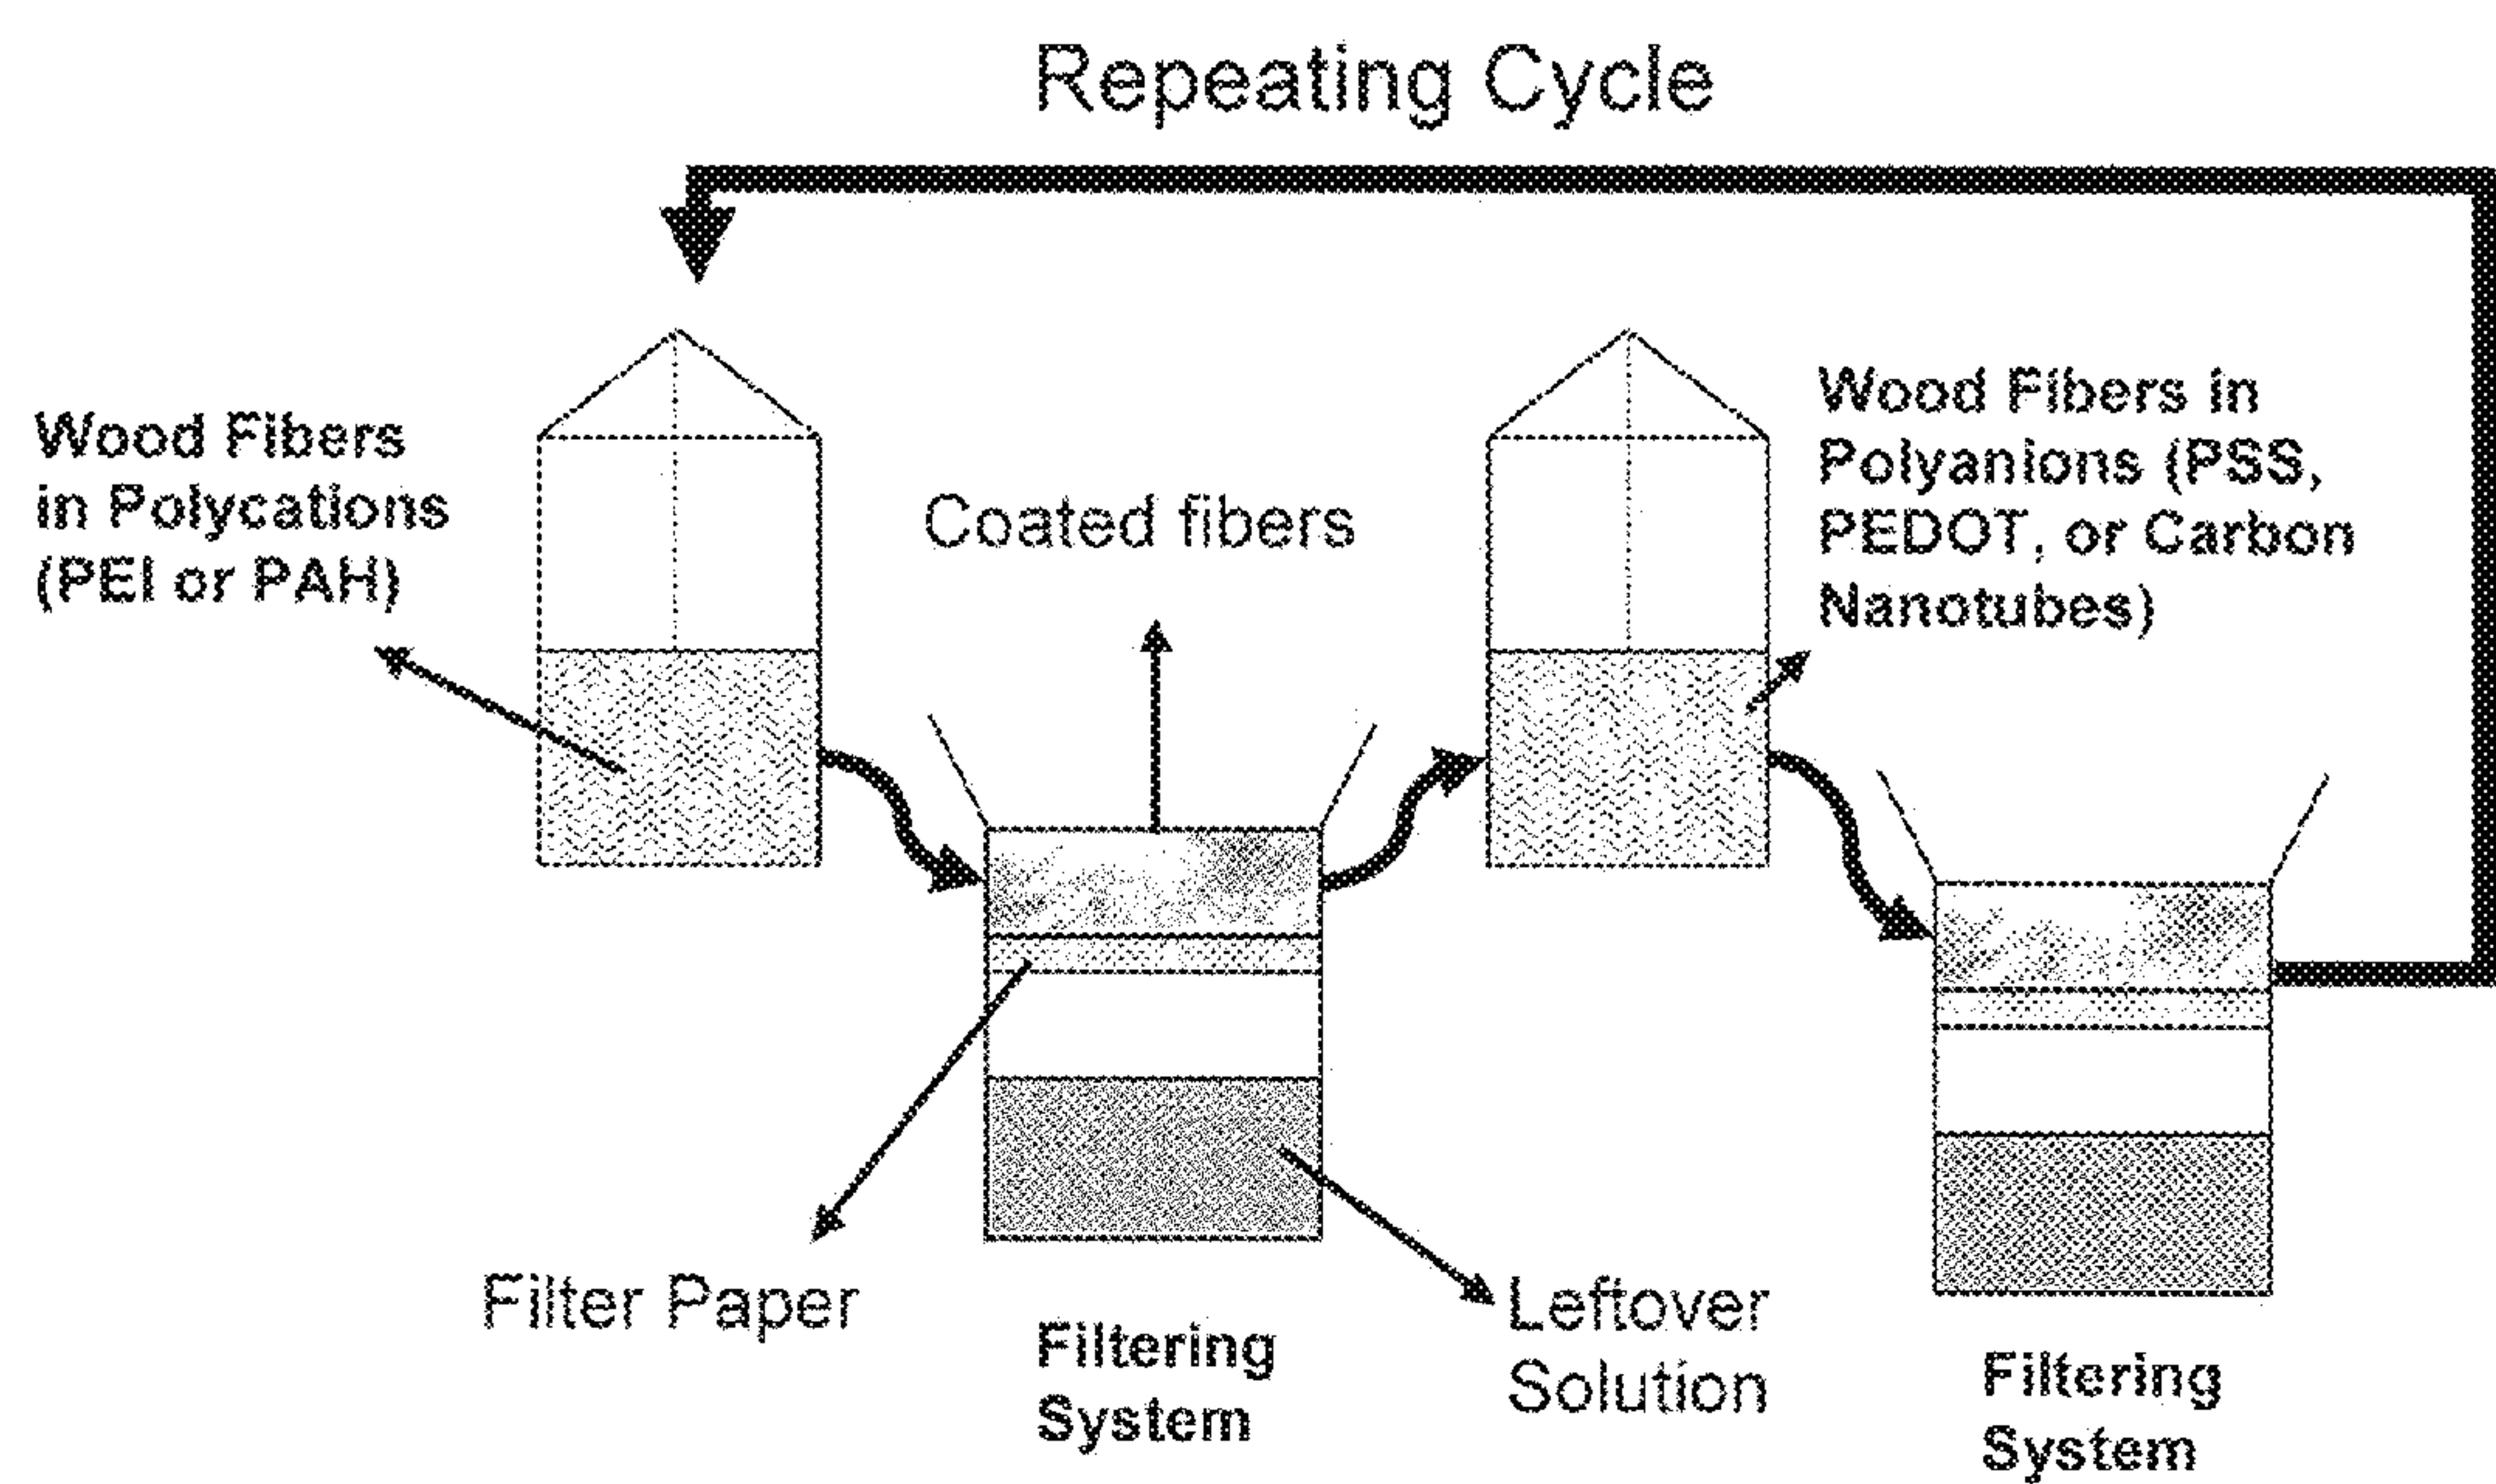 Repeating Cycle
Wood Fibers
in Polycations
(PEI or PAH)
Coated fibers
Wood Fibers in
Polyanions (PSS,
PEDOT, or Carbon
Nanotubes)
Filter Paper
Filtering
System
Leftover
Solution
Filtering
System